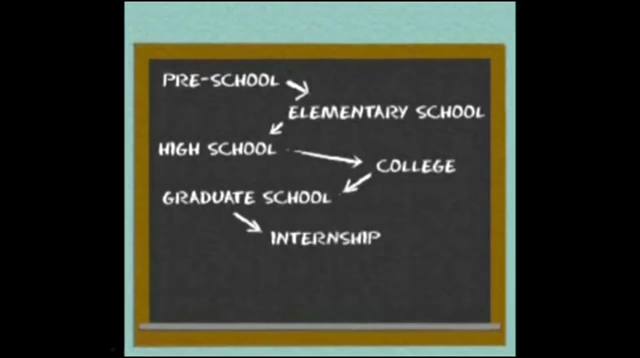 PRE-SCHOOL
ELEMENTARY SCHOOL
HIGH SCHOOL
COLLEGE
GRADUATE SCHOOL
INTERNSHIP